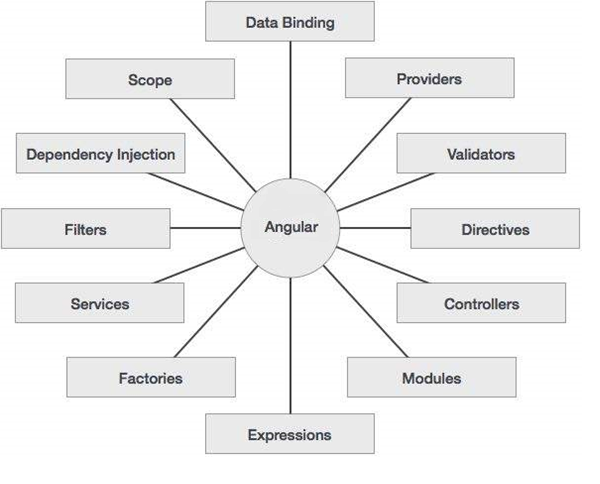 Data Binding
Scope
Providers
Dependency Injection
Validators
Filters
Angular
Directives
Services
Controllers
Factories
Modules
Expressions